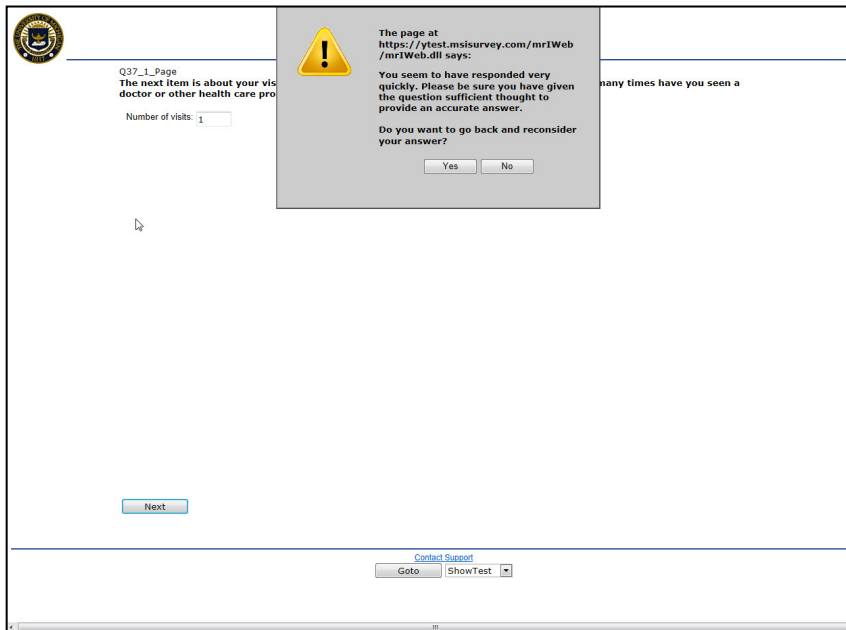 The page at
https://ytest.msisurvey.com/mrIWeb
/mrIWeb.dll says:
You seem to have responded very
quickly. Please be sure you have given
the question sufficient thought to
provide an accurate answer.
Do you want to go back and reconsider
your answer?
Yes No
Q37_1_Page
The next item is about your vis many times have you seen a
doctor or other health care pro
Number of visits: 1
Next
Contact Support
Goto ShowTest